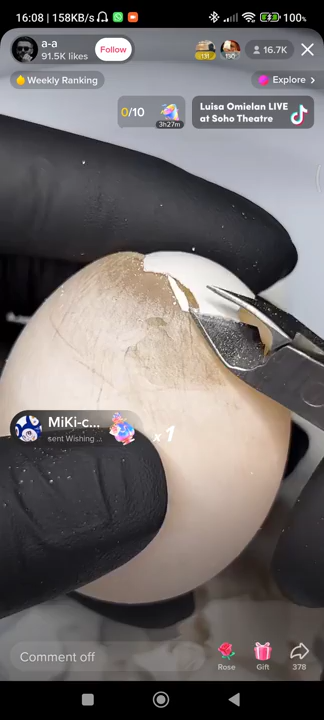 16:08 | 158KB/s
100%
a-a
91.5K likes
Follow
16.7K
Weekly Ranking
Explore >
0/10
3h27m
Luisa Omielan LIVE
at Soho Theatre
MiKi-c...
sent Wishing ...
x 1
Comment off
Rose
Gift
378